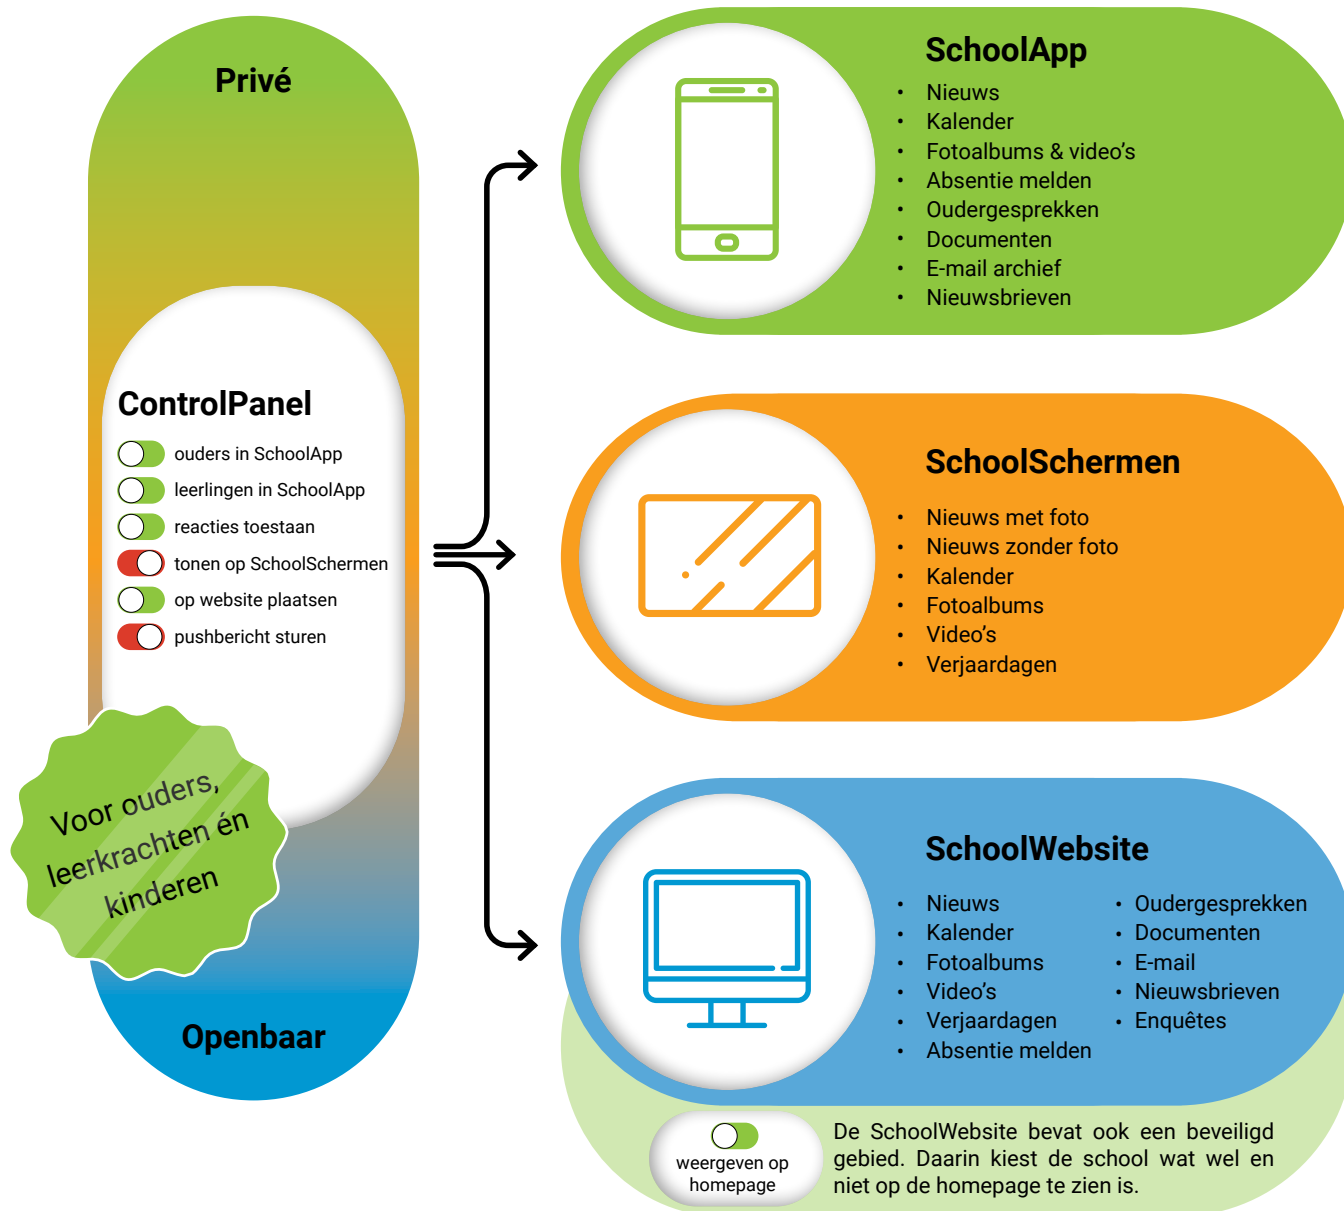 Privé
ControlPanel
ouders in SchoolApp
leerlingen in SchoolApp
reacties toestaan
tonen op SchoolSchermen
op website plaatsen
pushbericht sturen
Voor ouders,
leerkrachten én
kinderen
Openbaar
SchoolApp
• Nieuws
• Kalender
• Fotoalbums & video’s
• Absentie melden
• Oudergesprekken
• Documenten
• E-mail archief
• Nieuwsbrieven
SchoolSchermen
• Nieuws met foto
• Nieuws zonder foto
• Kalender
• Fotoalbums
• Video’s
• Verjaardagen
SchoolWebsite
• Nieuws
• Kalender
• Fotoalbums
• Video’s
• Verjaardagen
• Absentie melden
• Oudergesprekken
• Documenten
• E-mail
• Nieuwsbrieven
• Enquêtes
weergeven op
homepage
De SchoolWebsite bevat ook een beveiligd
gebied. Daarin kiest de school wat wel en
niet op de homepage te zien is.